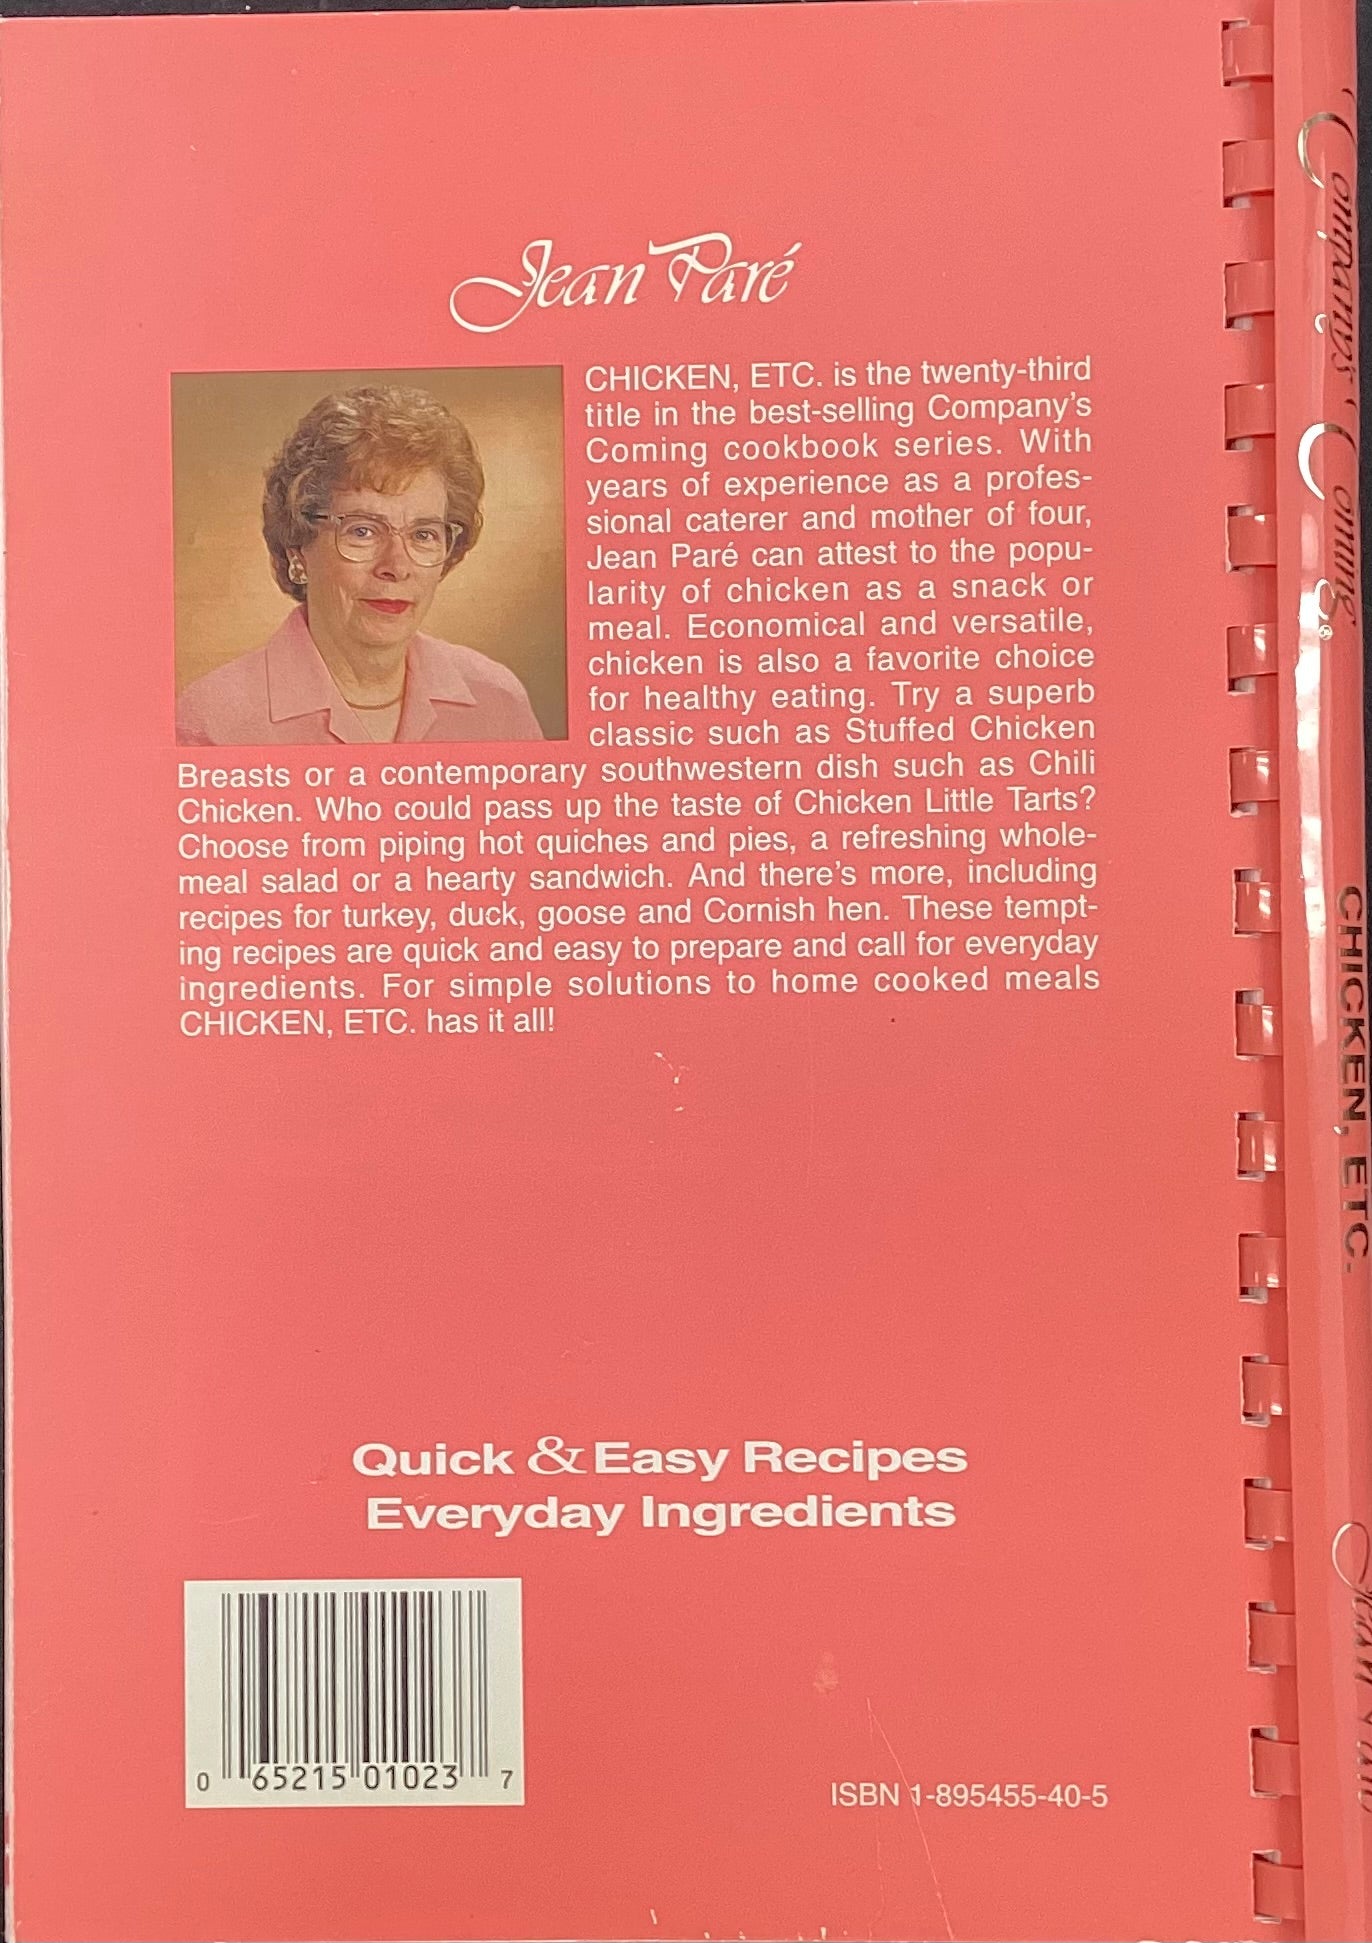 Jean Paré
CHICKEN, ETC. is the twenty-third
title in the best-selling Company's
Coming cookbook series. With
years of experience as a profes-
sional caterer and mother of four,
Jean Paré can attest to the popu-
larity of chicken as a snack or
meal. Economical and versatile,
chicken is also a favorite choice
for healthy eating. Try a superb
classic such as Stuffed Chicken
Breasts or a contemporary southwestern dish such as Chili
Chicken. Who could pass up the taste of Chicken Little Tarts?
Choose from piping hot quiches and pies, a refreshing whole-
meal salad or a hearty sandwich. And there's more, including
recipes for turkey, duck, goose and Cornish hen. These tempt-
ing recipes are quick and easy to prepare and call for everyday
ingredients. For simple solutions to home cooked meals
CHICKEN, ETC. has it all!
Quick & Easy Recipes
Everyday Ingredients
0 65215 01023 7
ISBN 1-895455-40-5
Company's Coming®
CHICKEN, ETC.
Jean Paré